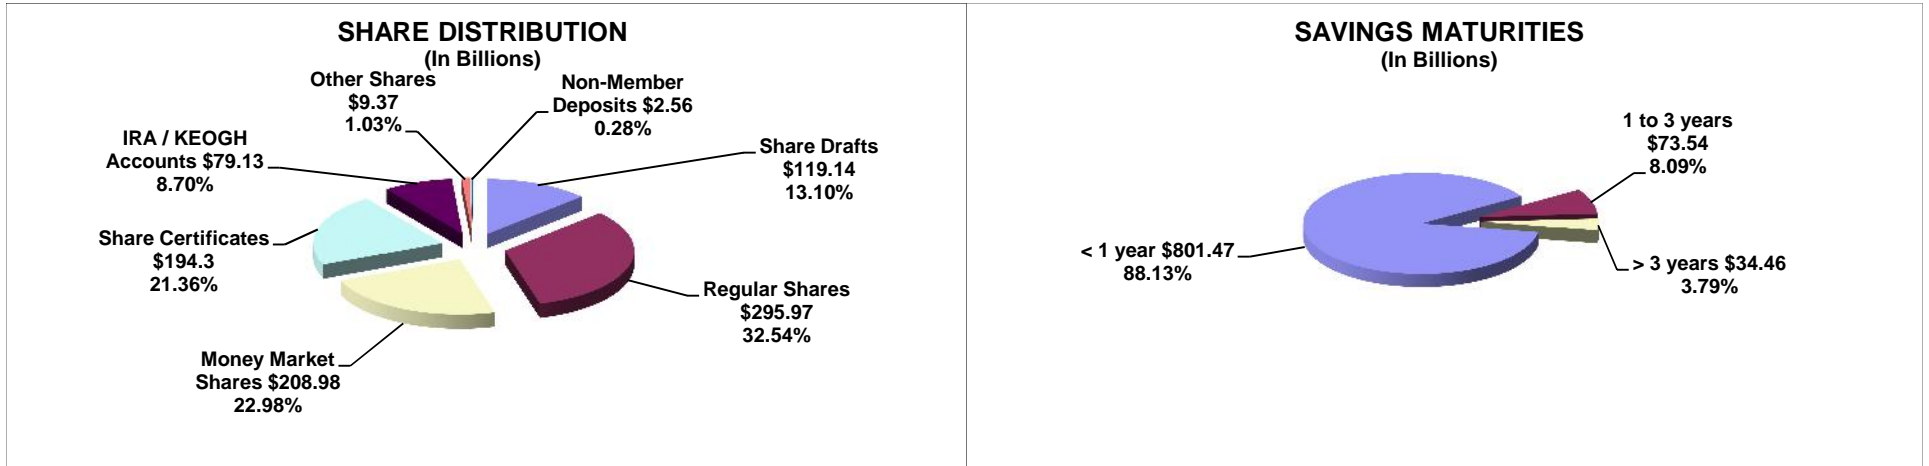 SHARE DISTRIBUTION
(In Billions)
Other Shares
$9.37
1.03%
Non-Member
Deposits $2.56
0.28%
IRA / KEOGH
Accounts $79.13
8.70%
Share Drafts
$119.14
13.10%
Share Certificates
$194.3
21.36%
Regular Shares
$295.97
32.54%
Money Market
Shares $208.98
22.98%
SAVINGS MATURITIES
(In Billions)
1 to 3 years
$73.54
8.09%
< 1 year $801.47
88.13%
> 3 years $34.46
3.79%